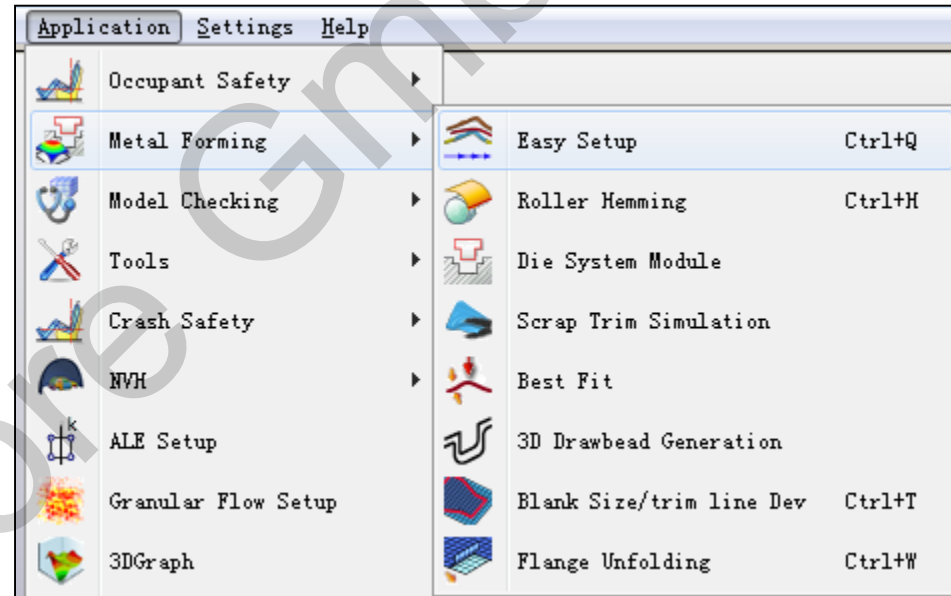 Application Settings Help
Occupant Safety
Metal Forming
Model Checking
Tools
Crash Safety
NVH
ALE Setup
Granular Flow Setup
3DGraph
Easy Setup Ctrl+Q
Roller Hemming Ctrl+H
Die System Module
Scrap Trim Simulation
Best Fit
3D Drawbead Generation
Blank Size/trim line Dev Ctrl+T
Flange Unfolding Ctrl+W
ore Gmb
k